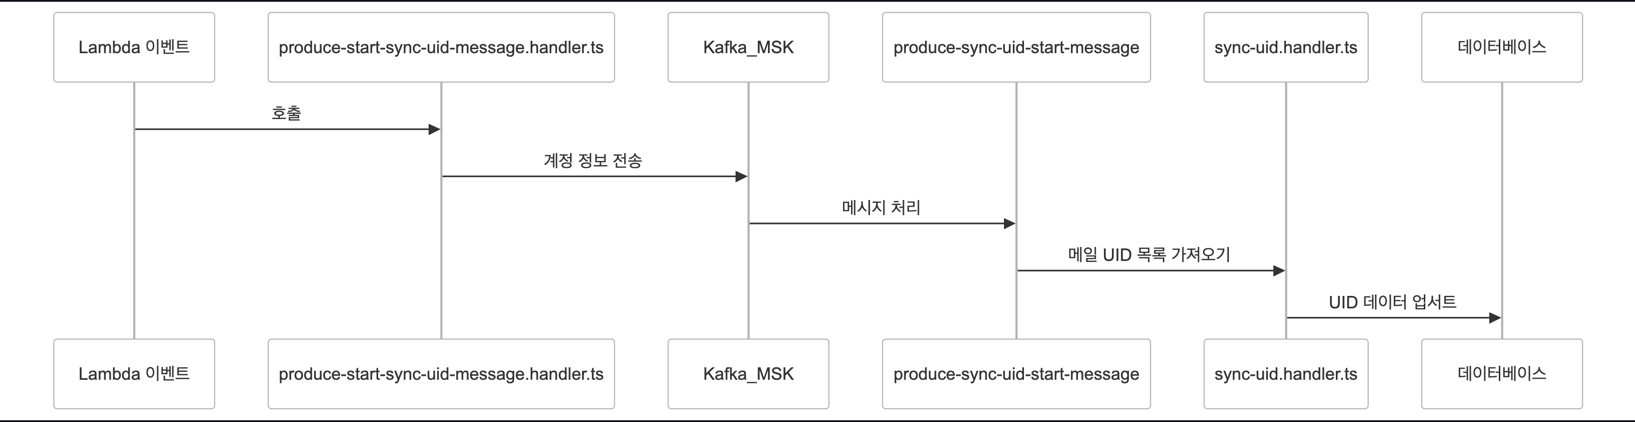 Lambda 이벤트
produce-start-sync-uid-message.handler.ts
Kafka_MSK
produce-sync-uid-start-message
sync-uid.handler.ts
데이터베이스
호출
계정 정보 전송
메시지 처리
메일 UID 목록 가져오기
UID 데이터 업서트
Lambda 이벤트
produce-start-sync-uid-message.handler.ts
Kafka_MSK
produce-sync-uid-start-message
sync-uid.handler.ts
데이터베이스